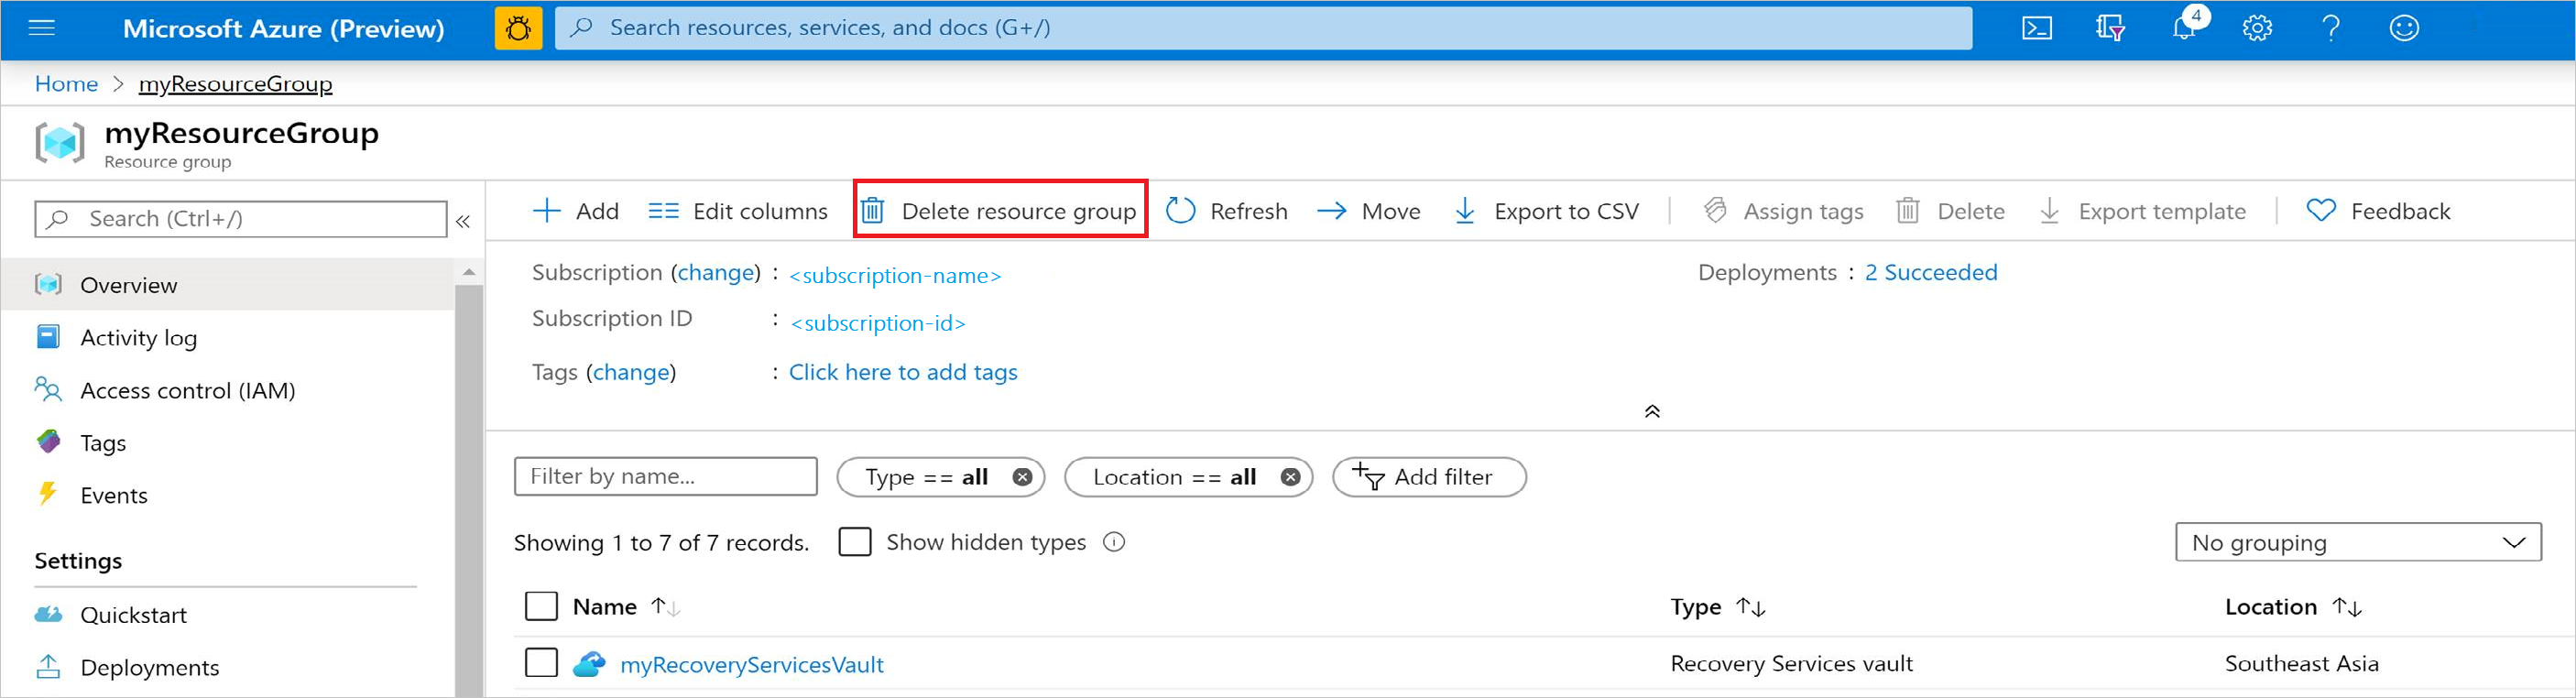 Microsoft Azure (Preview)
Search resources, services, and docs (G+/)
4
Home > myResourceGroup
myResourceGroup
Resource group
Search (Ctrl+/)
Add
Edit columns
Delete resource group
Refresh
Move
Export to CSV
Assign tags
Delete
Export template
Feedback
Overview
Activity log
Access control (IAM)
Tags
Events
Settings
Quickstart
Deployments
Subscription (change) : <subscription-name>
Deployments : 2 Succeeded
Subscription ID : <subscription-id>
Tags (change) : Click here to add tags
Filter by name...
Type == all
Location == all
Add filter
Showing 1 to 7 of 7 records.
Show hidden types
No grouping
Name
Type
Location
myRecoveryServicesVault
Recovery Services vault
Southeast Asia